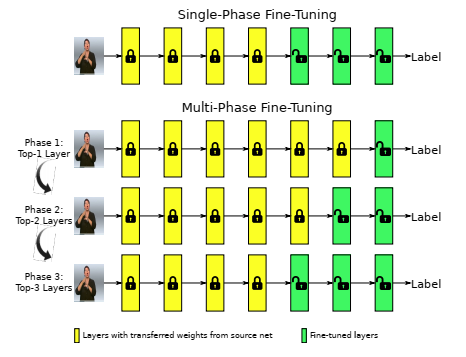 Single-Phase Fine-Tuning
Label
Multi-Phase Fine-Tuning
Phase 1:
Top-1 Layer
Label
Phase 2:
Top-2 Layers
Label
Phase 3:
Top-3 Layers
Label
Layers with transferred weights from source net
Fine-tuned layers